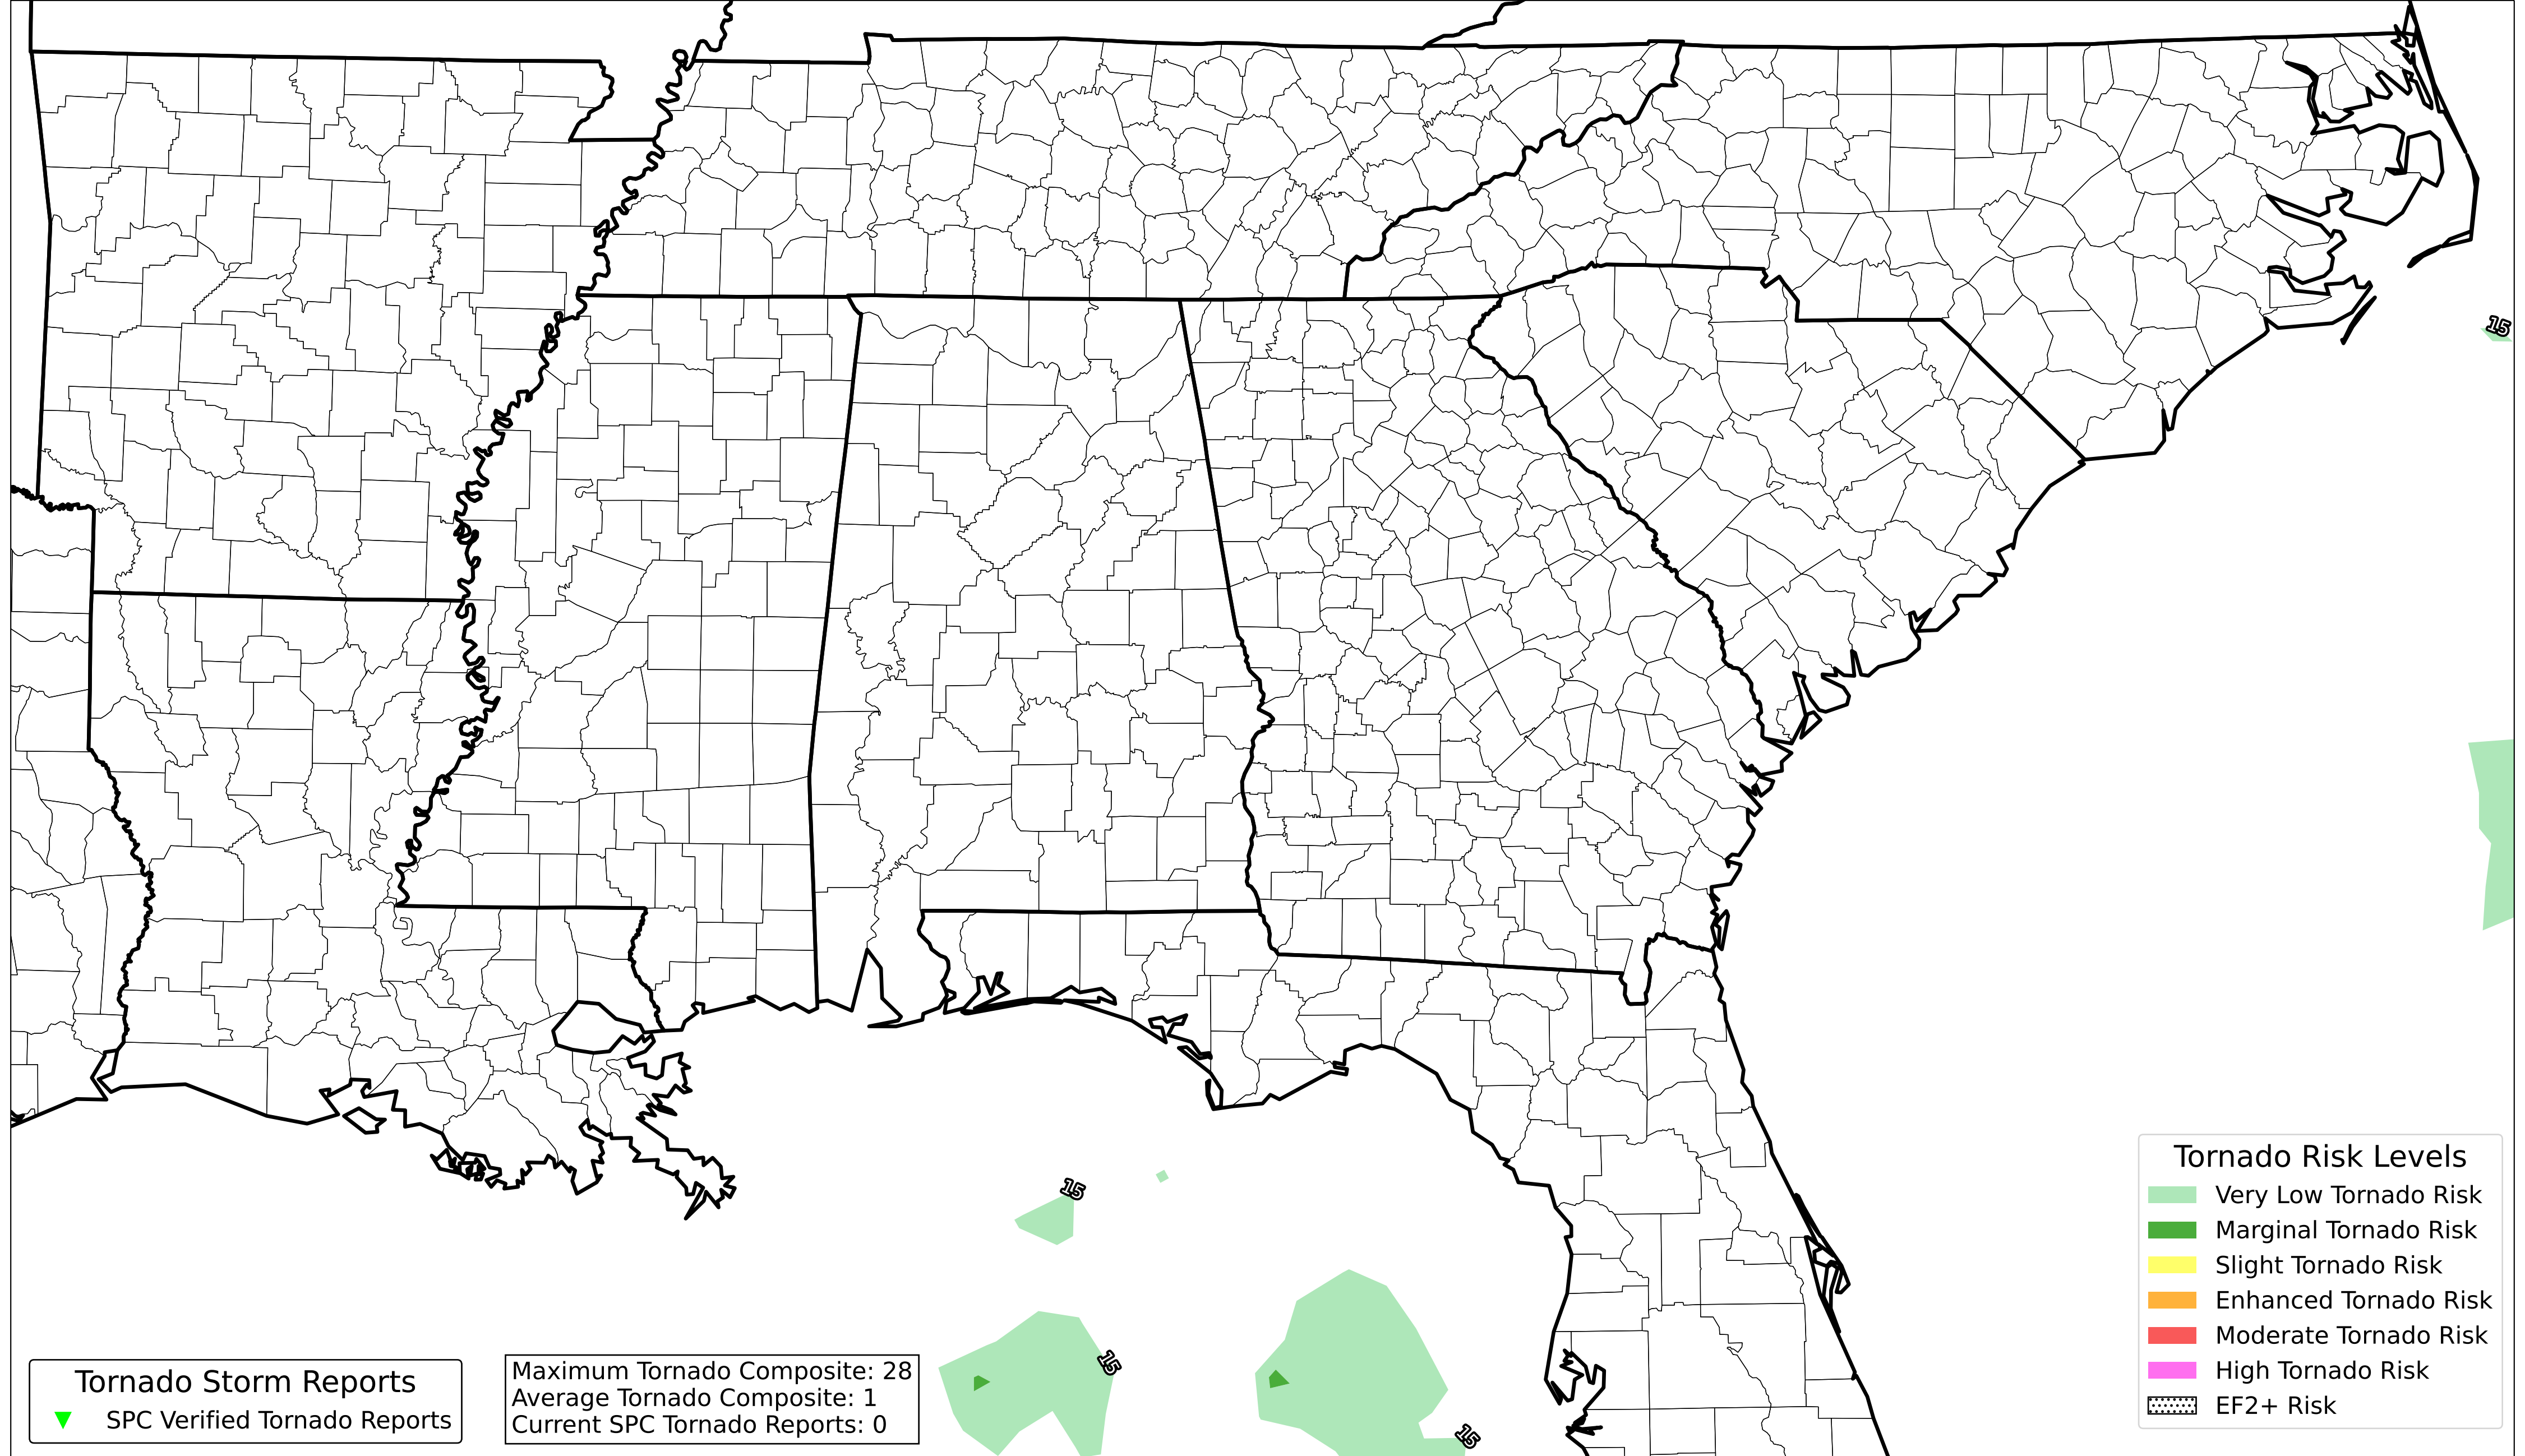 15
15
15
15
Tornado Risk Levels
Very Low Tornado Risk
Marginal Tornado Risk
Slight Tornado Risk
Enhanced Tornado Risk
Moderate Tornado Risk
High Tornado Risk
EF2+ Risk
Tornado Storm Reports
SPC Verified Tornado Reports
Maximum Tornado Composite: 28
Average Tornado Composite: 1
Current SPC Tornado Reports: 0